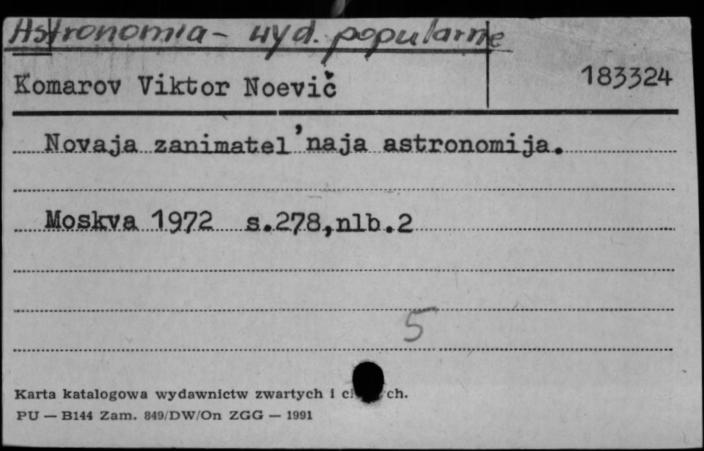 Astronomia - wyd. popularne
Komarov Viktor Noevič 183324
Novaja zanimatel'naja astronomija.
Moskva 1972 s.278,nlb.2
5
Karta katalogowa wydawnictw zwartych i ch.
PU — B144 Zam. 849/DW/On ZGG — 1991